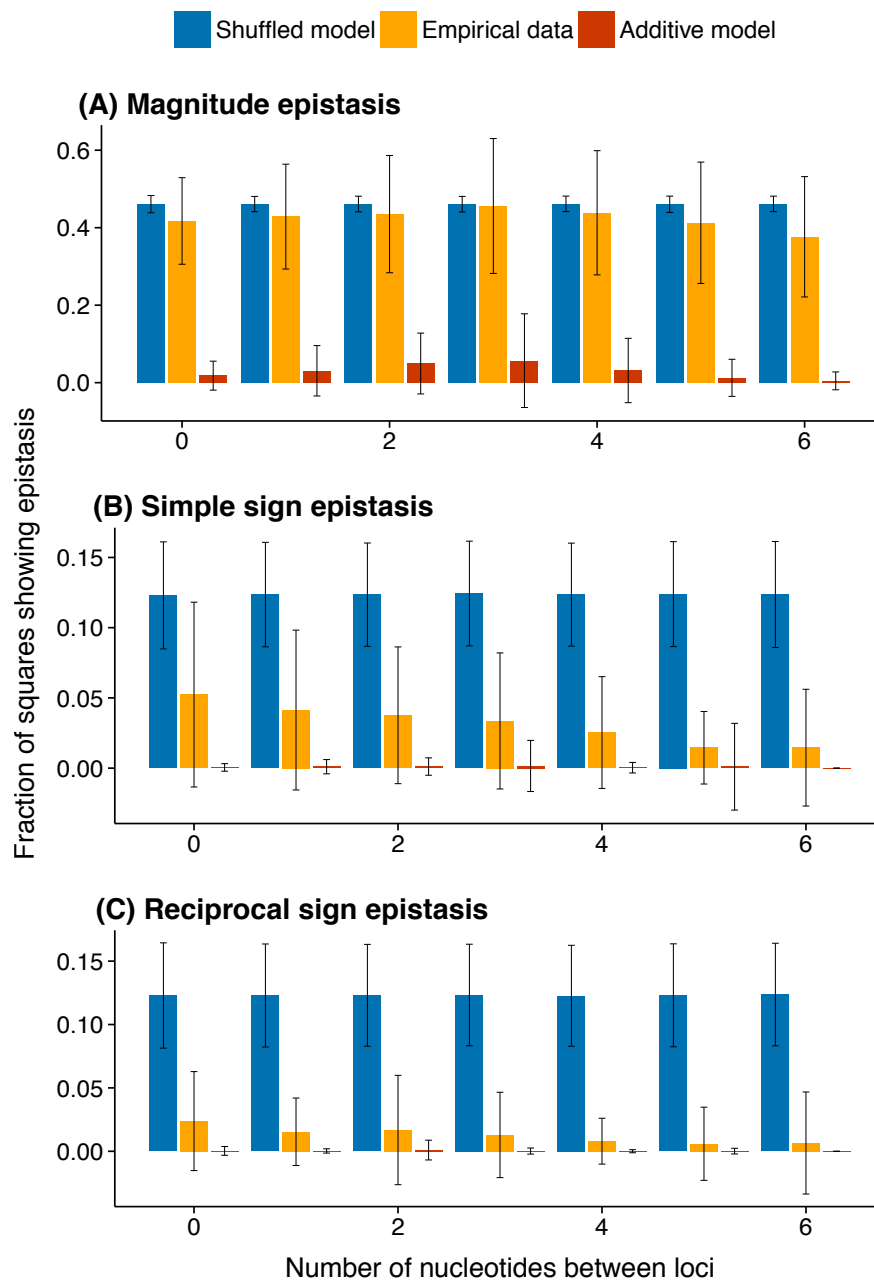 Shuffled model Empirical data Additive model
(A) Magnitude epistasis
0.6
0.4
0.2
0.0
0 2 4 6
(B) Simple sign epistasis
0.15
0.10
0.05
0.00
0 2 4 6
(C) Reciprocal sign epistasis
0.15
0.10
0.05
0.00
0 2 4 6
Fraction of squares showing epistasis
Number of nucleotides between loci